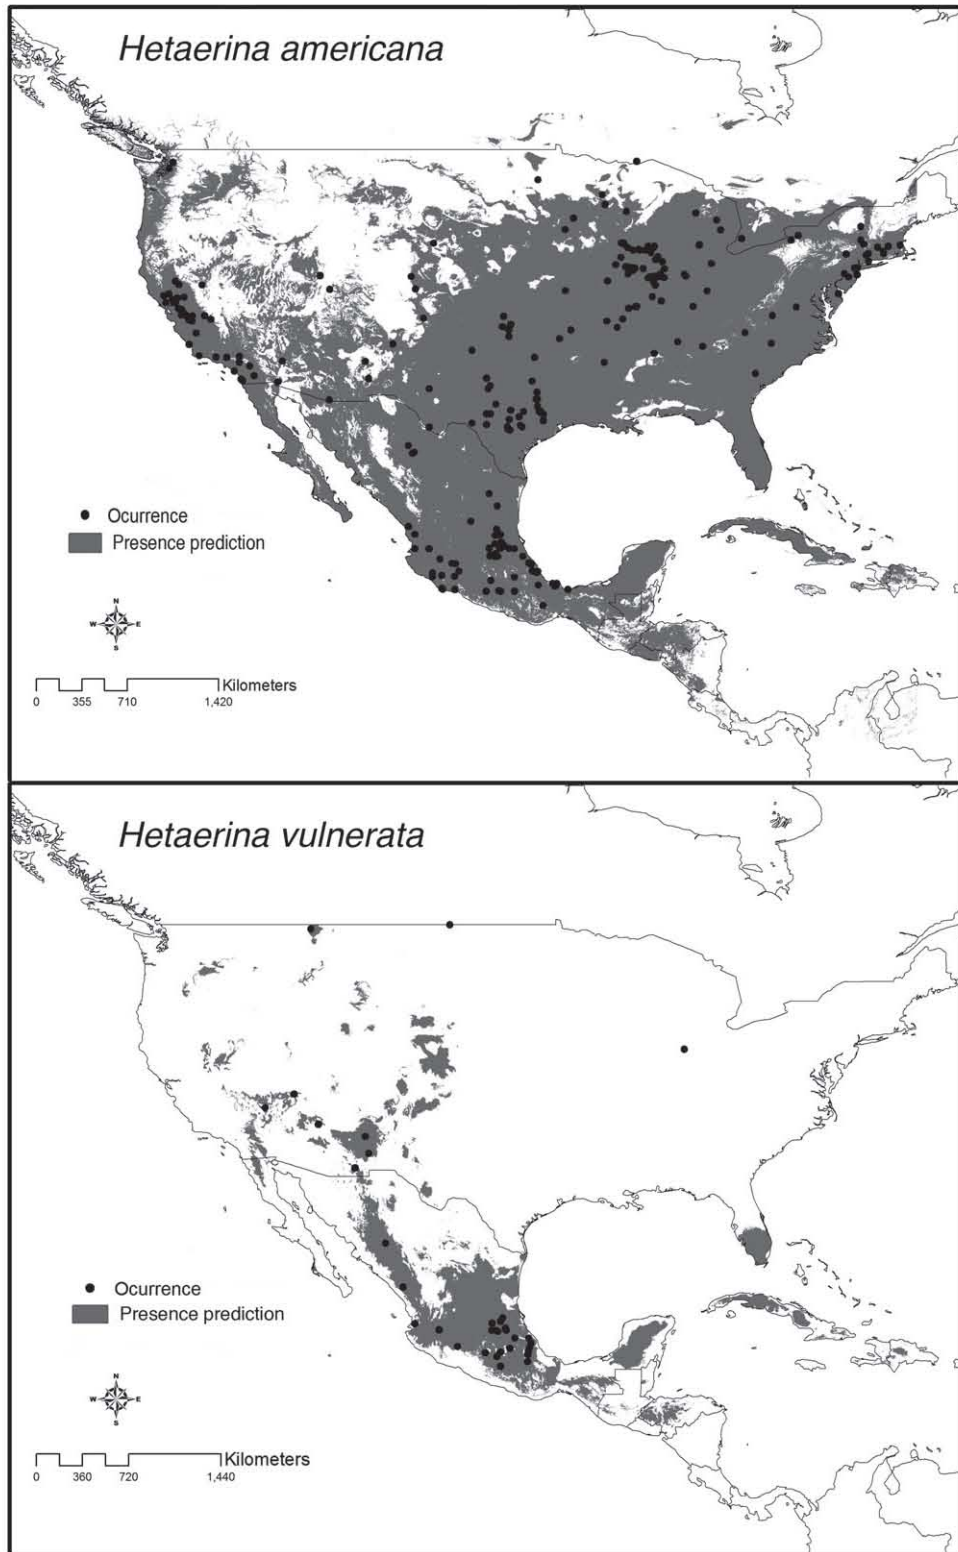 Hetaerina americana
Ocurrence
Presence prediction
N
W E
S
Kilometers
0 355 710 1,420
Hetaerina vulnerata
Ocurrence
Presence prediction
N
W E
S
Kilometers
0 360 720 1,440